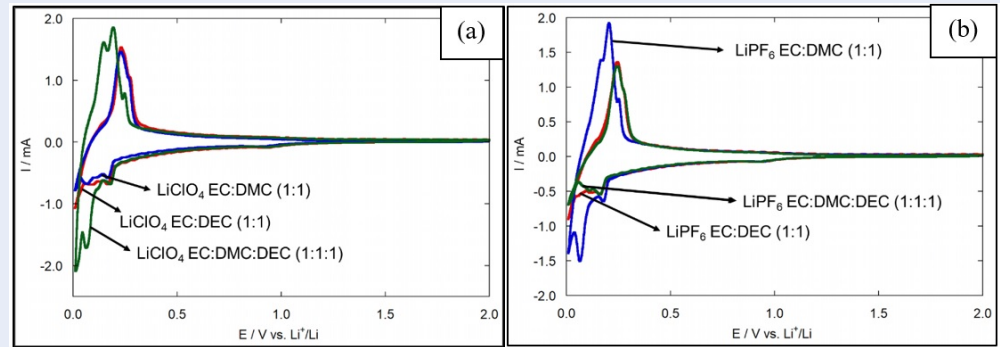 (a)
2.0
1.0
0.0
-1.0
-2.0
I / mA
LiClO₄ EC:DMC (1:1)
LiClO₄ EC:DEC (1:1)
LiClO₄ EC:DMC:DEC (1:1:1)
0.0 0.5 1.0 1.5 2.0
E / V vs. Li⁺/Li
(b)
2.0
1.5
1.0
0.5
0.0
-0.5
-1.0
-1.5
-2.0
I / mA
LiPF₆ EC:DMC (1:1)
LiPF₆ EC:DMC:DEC (1:1:1)
LiPF₆ EC:DEC (1:1)
0.0 0.5 1.0 1.5 2.0
E / V vs. Li⁺/Li